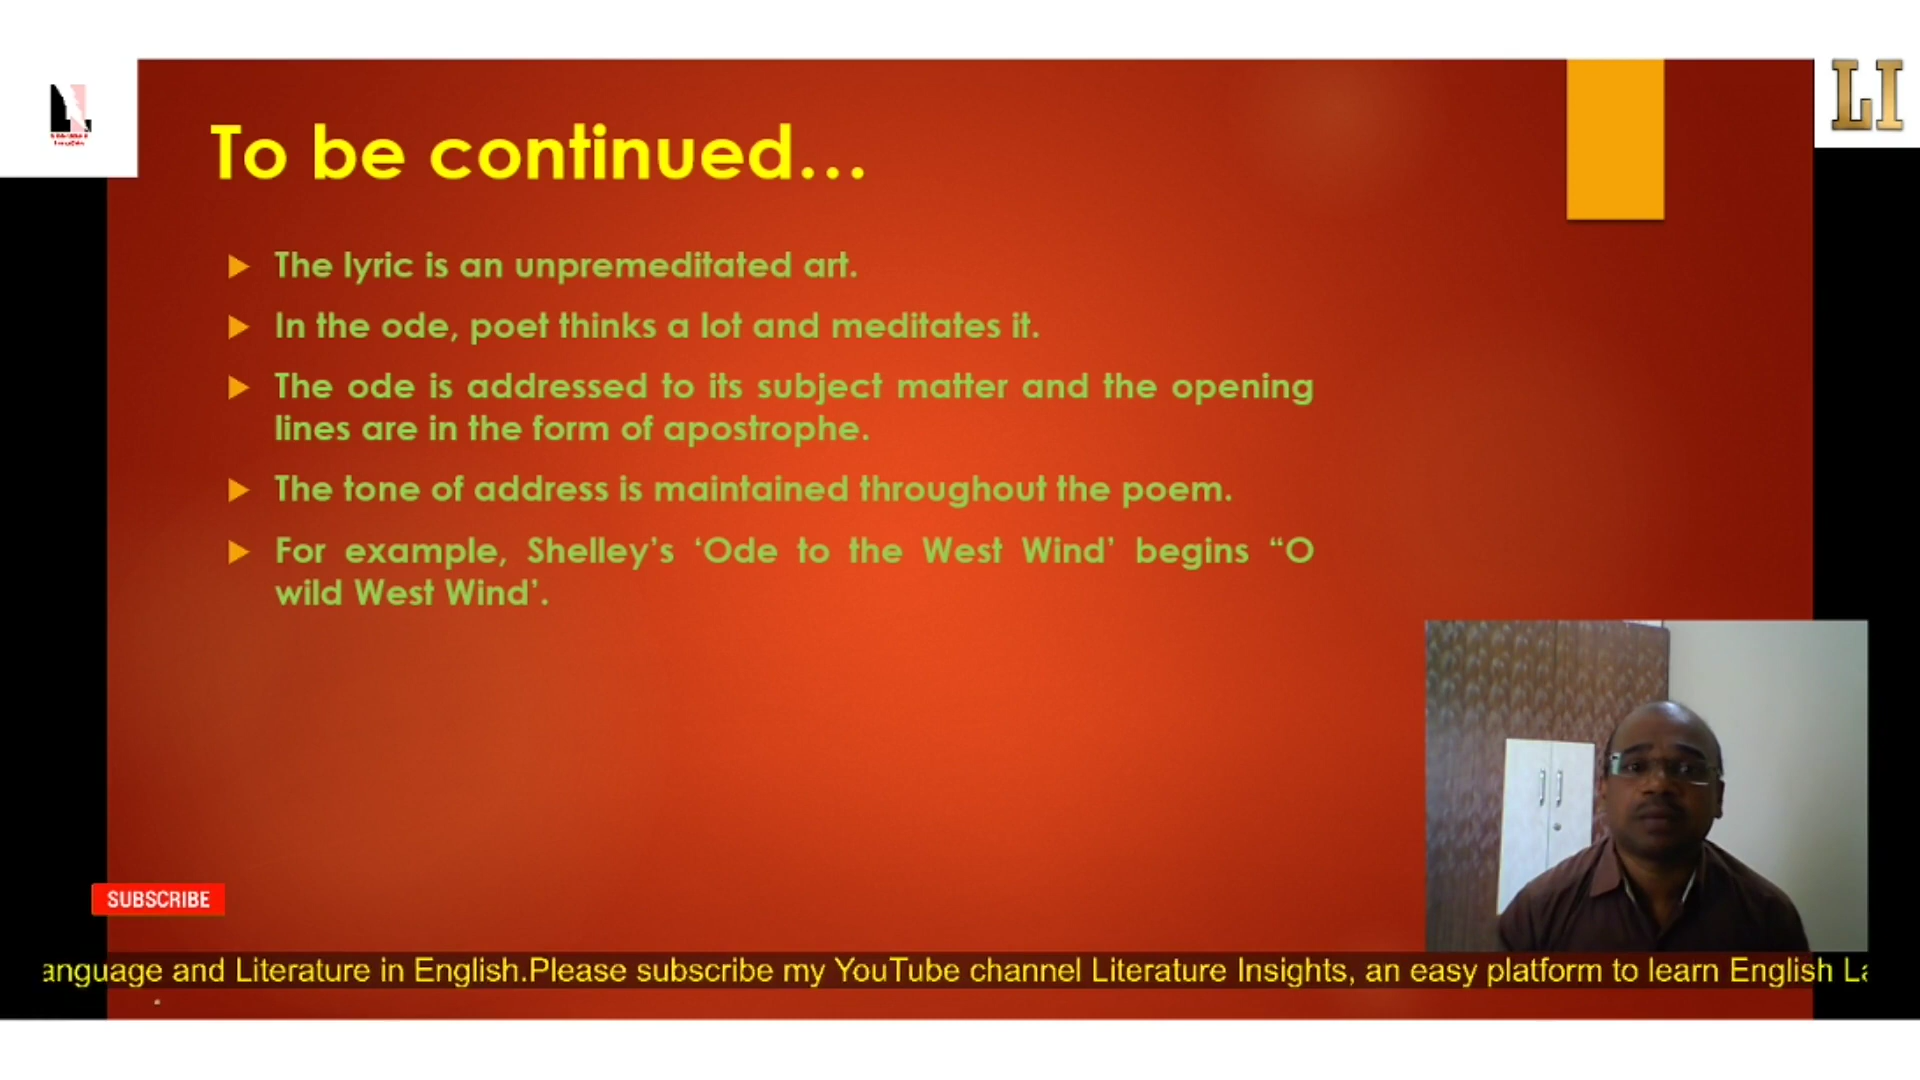 LI
To be continued...
The lyric is an unpremeditated art.
In the ode, poet thinks a lot and meditates it.
The ode is addressed to its subject matter and the opening
lines are in the form of apostrophe.
The tone of address is maintained throughout the poem.
For example, Shelley’s ‘Ode to the West Wind’ begins “O
wild West Wind’.
SUBSCRIBE
anguage and Literature in English.Please subscribe my YouTube channel Literature Insights, an easy platform to learn English La